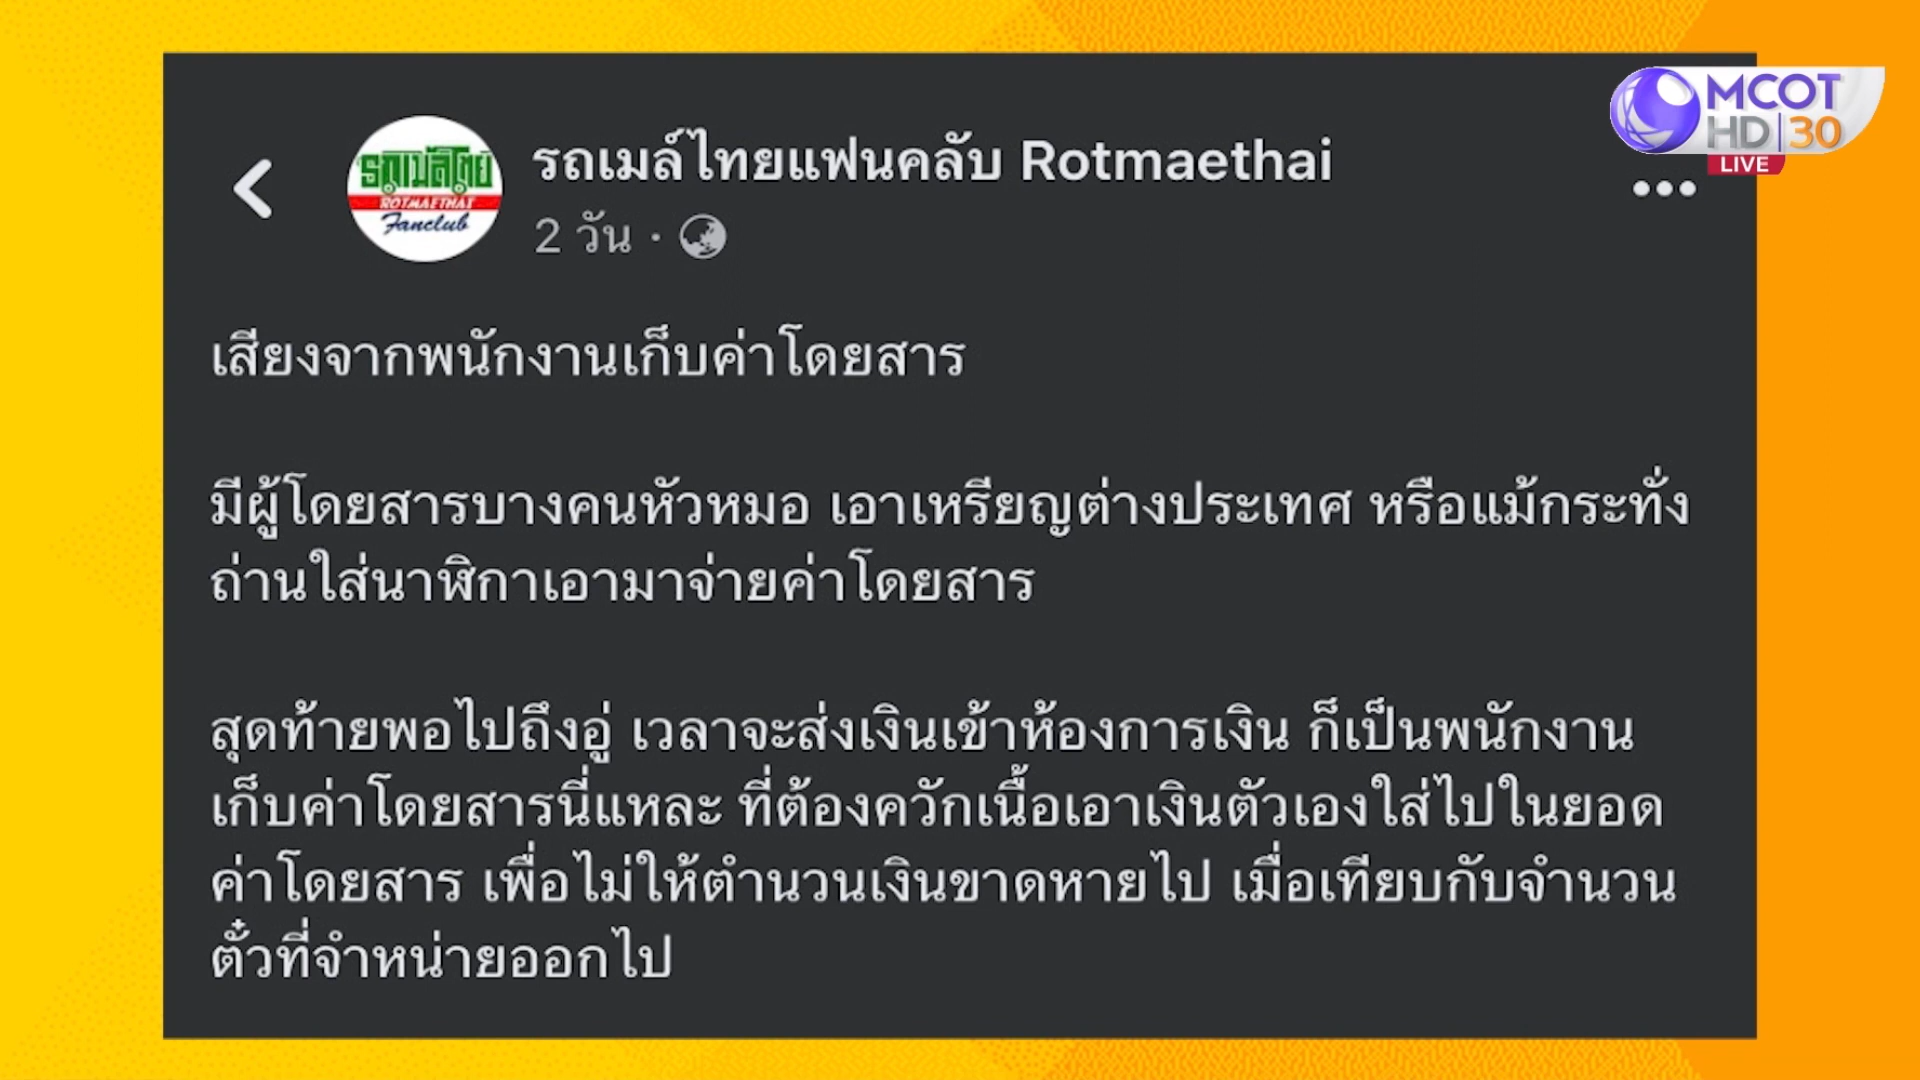 MCOT
HD 30
LIVE
รถเมล์ไทย
ROTMAETHAI
Fanclub
รถเมล์ไทยแฟนคลับ Rotmaethai
2 วัน ·
เสียงจากพนักงานเก็บค่าโดยสาร
มีผู้โดยสารบางคนหัวหมอ เอาเหรียญต่างประเทศ หรือแม้กระทั่ง
ถ่านใส่นาฬิกาเอามาจ่ายค่าโดยสาร
สุดท้ายพอไปถึงอู่ เวลาจะส่งเงินเข้าห้องการเงิน ก็เป็นพนักงาน
เก็บค่าโดยสารนี่แหละ ที่ต้องควักเนื้อเอาเงินตัวเองใส่ไปในยอด
ค่าโดยสาร เพื่อไม่ให้ตำนวนเงินขาดหายไป เมื่อเทียบกับจำนวน
ตั๋วที่จำหน่ายออกไป